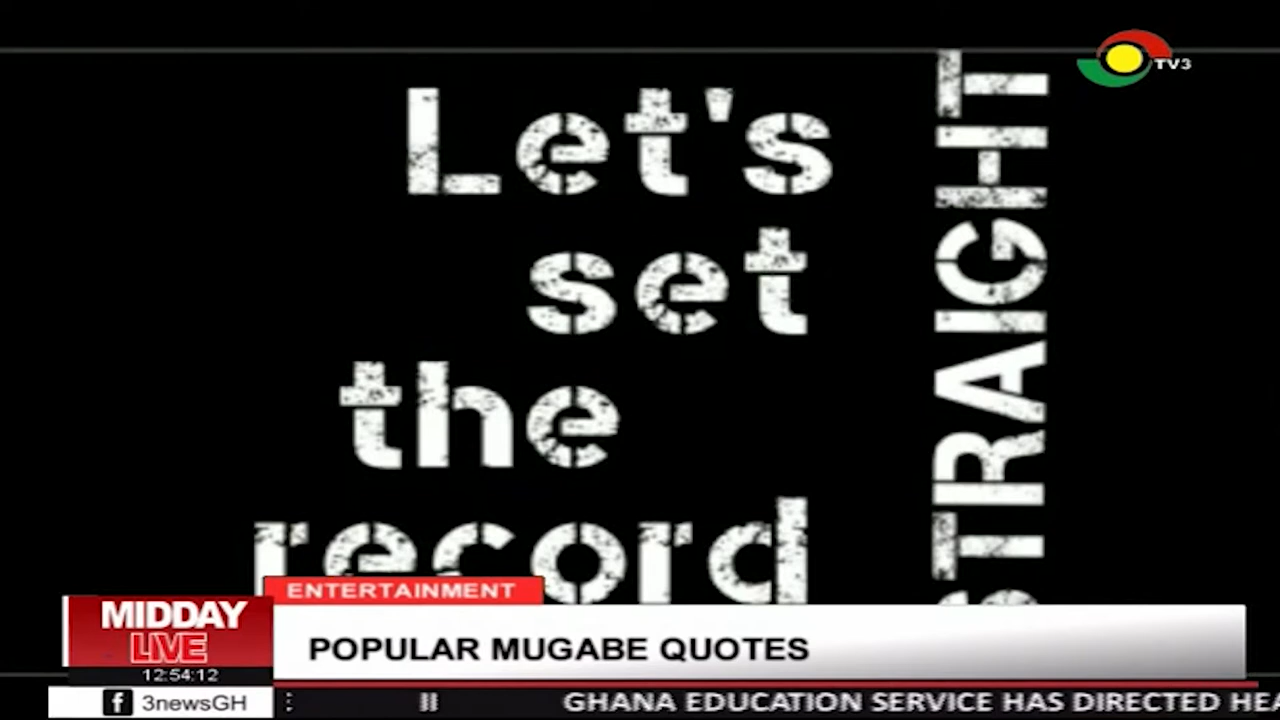 TV3
Let's
set
the
record
STRAIGHT
ENTERTAINMENT
MIDDAY
LIVE
POPULAR MUGABE QUOTES
12:54:12
3newsGH
GHANA EDUCATION SERVICE HAS DIRECTED HEA